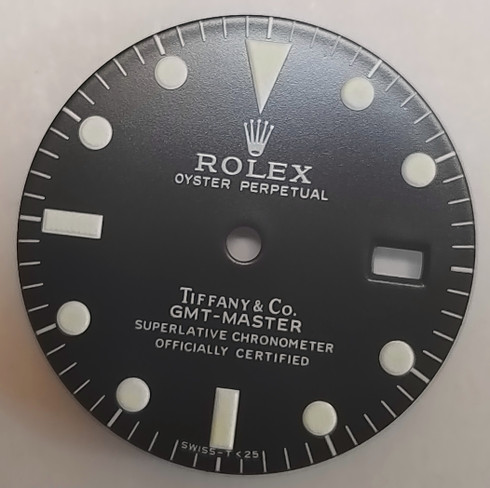 ROLEX
OYSTER PERPETUAL
TIFFANY & CO.
GMT-MASTER
SUPERLATIVE CHRONOMETER
OFFICIALLY CERTIFIED
SWISS-T<25